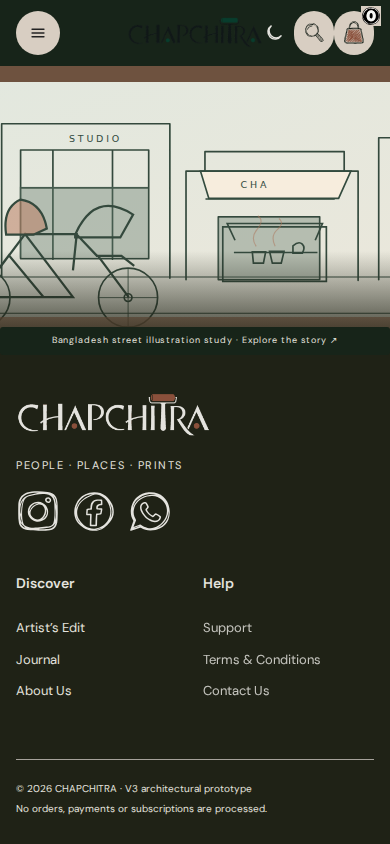 CHAPCHITRA
0
STUDIO
CHA
Bangladesh street illustration study · Explore the story ↗
CHAPCHITRA
PEOPLE · PLACES · PRINTS
Discover
Help
Artist's Edit
Support
Journal
Terms & Conditions
About Us
Contact Us
© 2026 CHAPCHITRA · V3 architectural prototype
No orders, payments or subscriptions are processed.